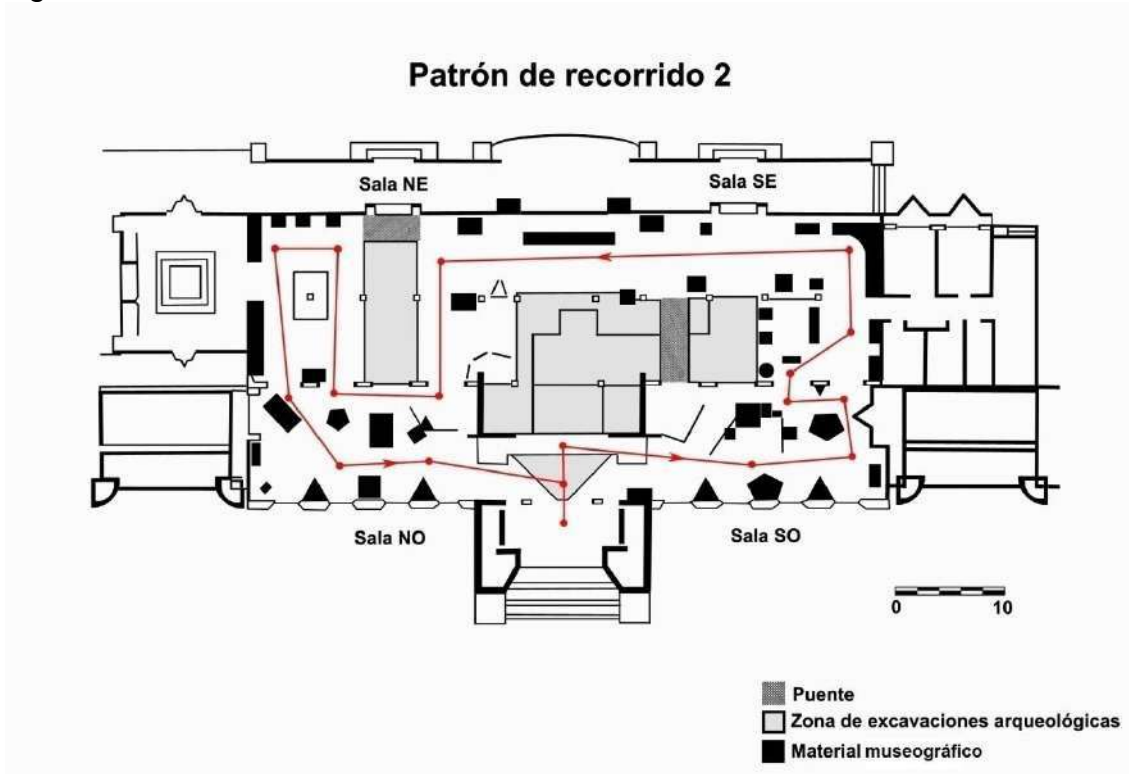 Patrón de recorrido 2
Sala NE
Sala SE
Sala NO
Sala SO
0 10
Puente
Zona de excavaciones arqueológicas
Material museográfico